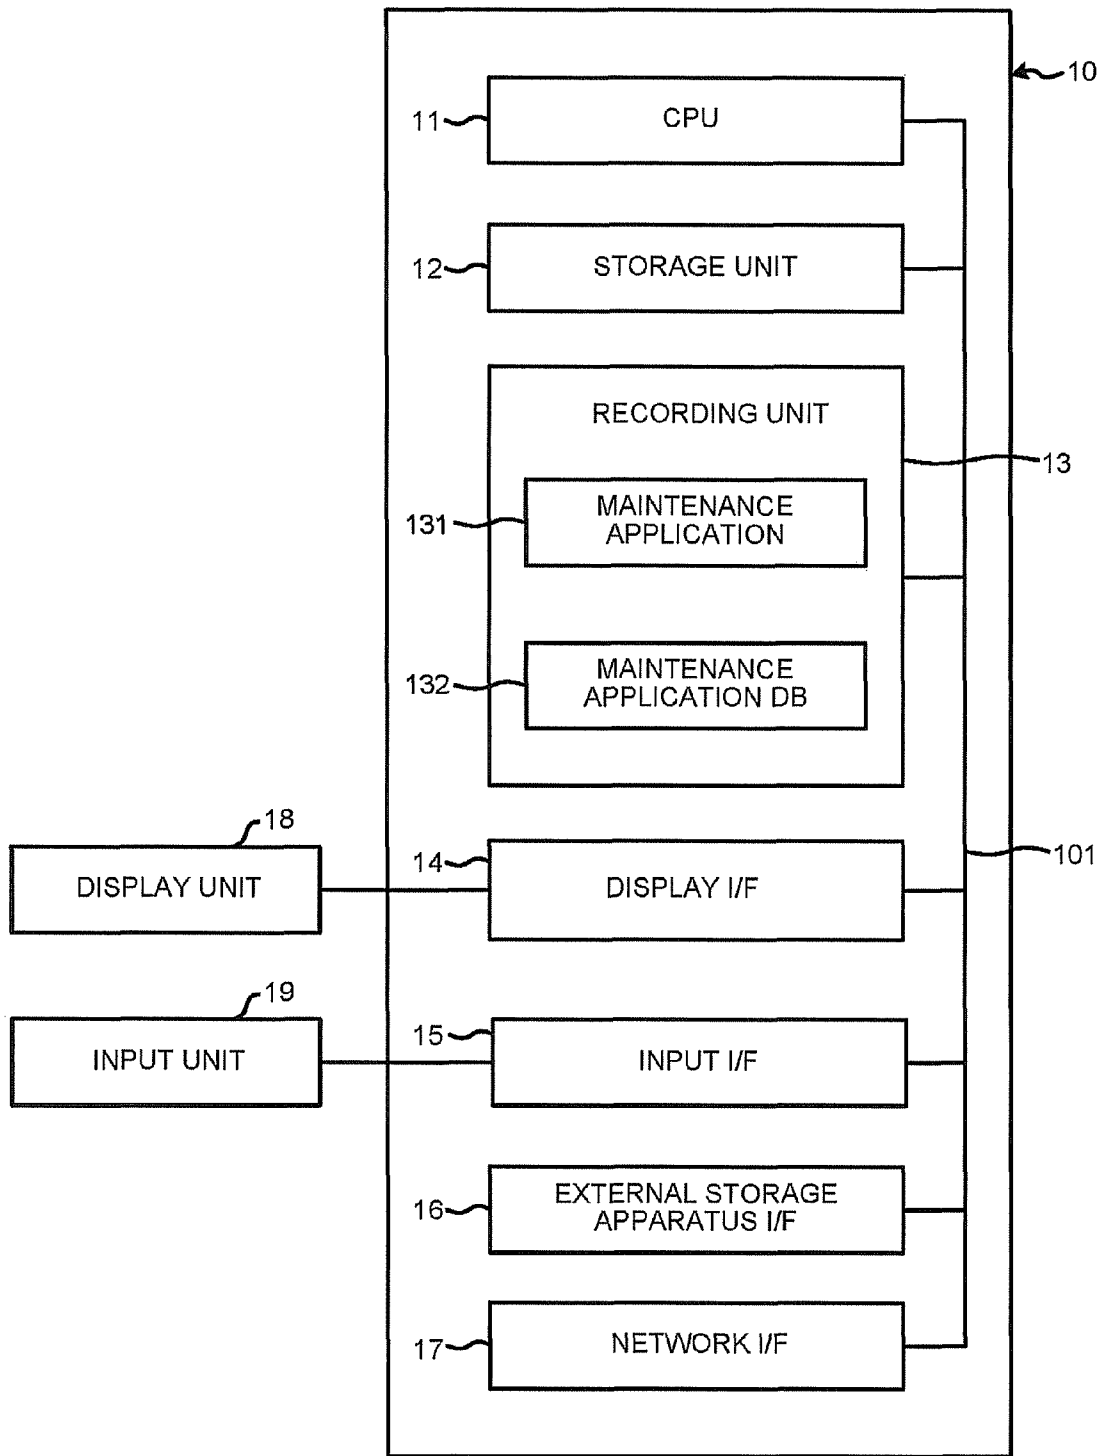 10
11
CPU
12
STORAGE UNIT
RECORDING UNIT
13
131
MAINTENANCE
APPLICATION
132
MAINTENANCE
APPLICATION DB
18
DISPLAY UNIT
14
DISPLAY I/F
101
19
INPUT UNIT
15
INPUT I/F
16
EXTERNAL STORAGE
APPARATUS I/F
17
NETWORK I/F